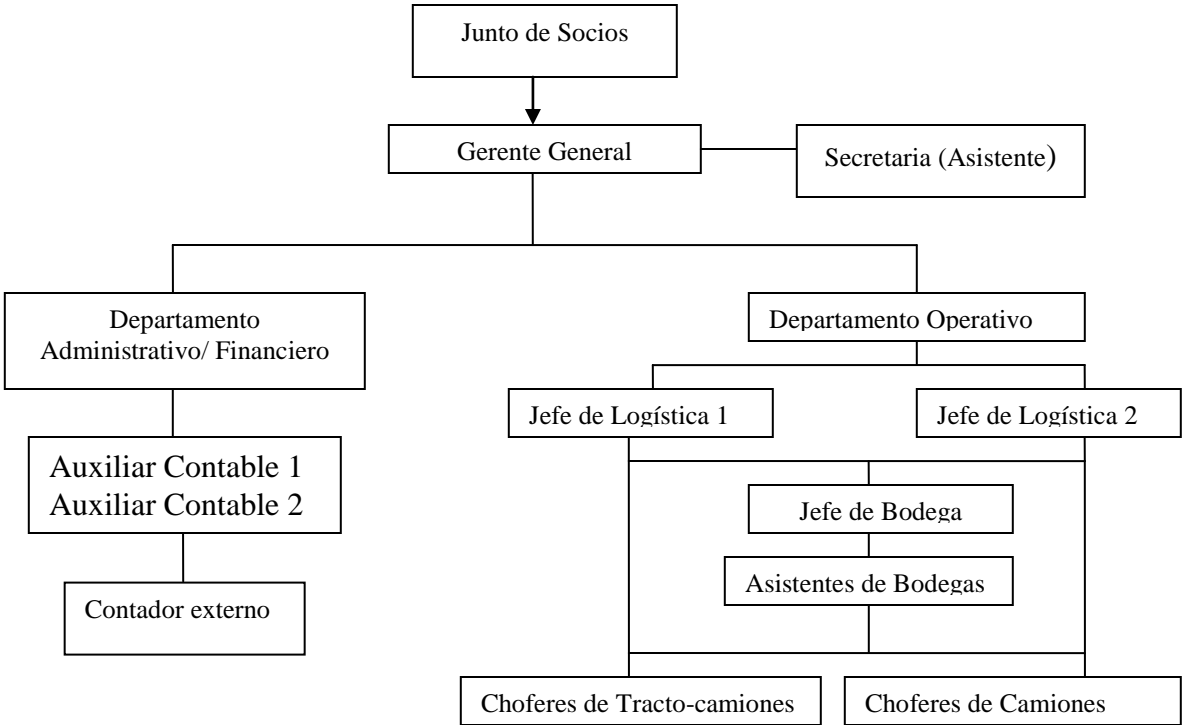 Junto de Socios
Gerente General
Secretaria (Asistente)
Departamento
Administrativo/ Financiero
Departamento Operativo
Jefe de Logística 1
Jefe de Logística 2
Auxiliar Contable 1
Auxiliar Contable 2
Jefe de Bodega
Asistentes de Bodegas
Contador externo
Choferes de Tracto-camiones
Choferes de Camiones